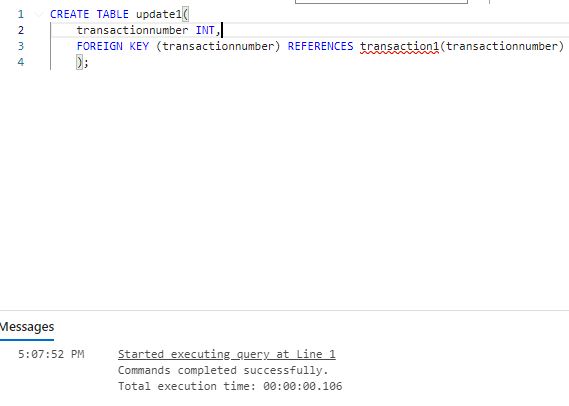 1 CREATE TABLE update1(
2 transactionnumber INT,
3 FOREIGN KEY (transactionnumber) REFERENCES transaction1(transactionnumber)
4 );
Messages
5:07:52 PM Started executing query at Line 1
Commands completed successfully.
Total execution time: 00:00:00.106